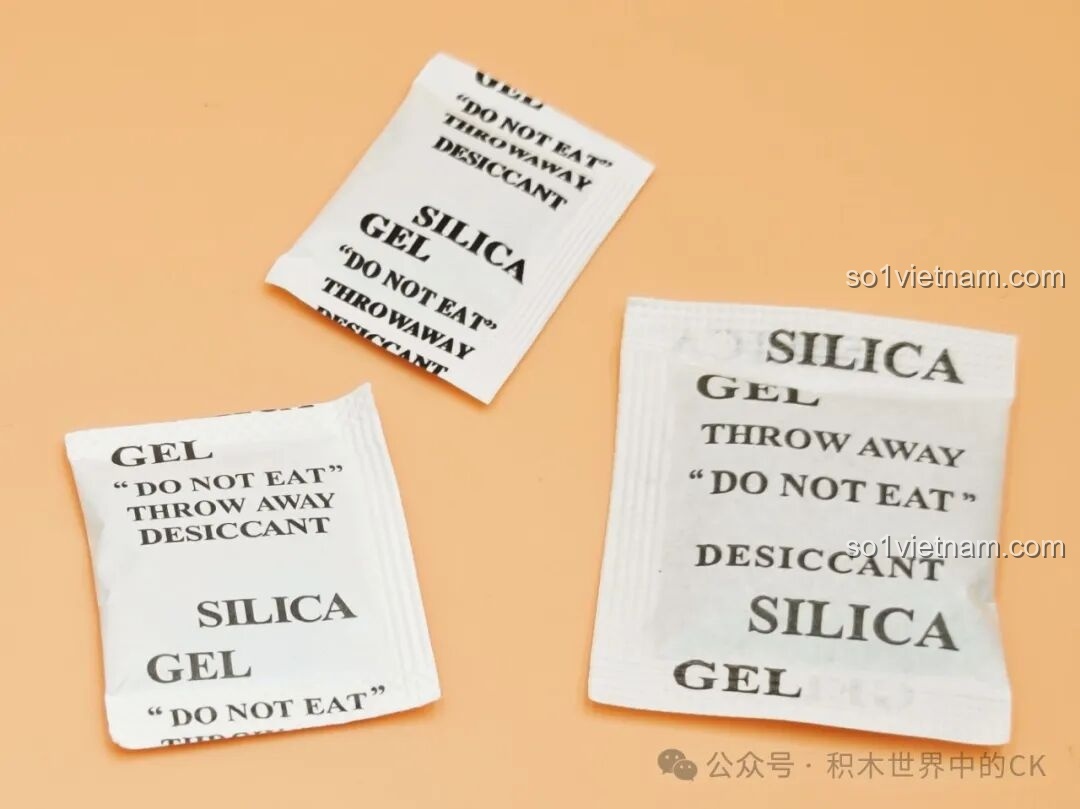 GEL
“DO NOT EAT”
THROWAWAY
DESICCANT
SILICA
GEL
“DO NOT EAT”
THROWAWAY
DESICCANT
so1vietnam.com
SILICA
GEL
THROW AWAY
“DO NOT EAT”
DESICCANT
so1vietnam.com
SILICA
GEL
GEL
“DO NOT EAT”
THROW AWAY
DESICCANT
SILICA
GEL
“DO NOT EAT”
公众号 · 积木世界中的CK